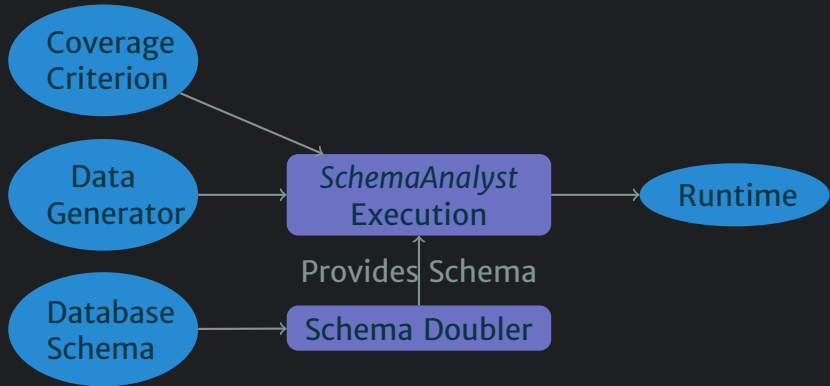 Coverage
Criterion
Data
Generator
SchemaAnalyst
Execution
Runtime
Provides Schema
Database
Schema
Schema Doubler